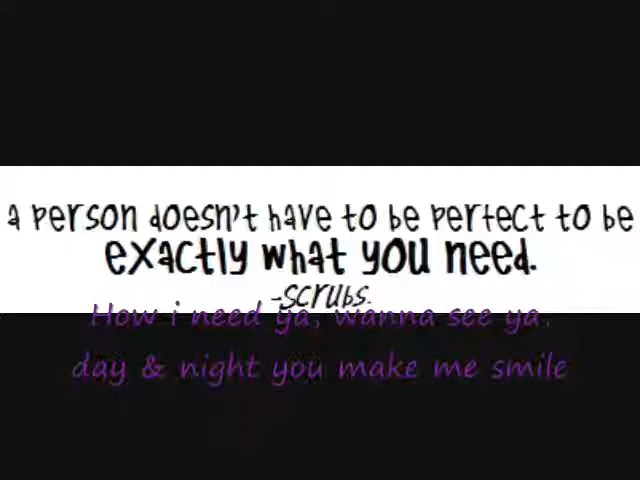 a person doesn't have to be perfect to be
exactly what you need.
-scrubs.
How i need ya, wanna see ya,
day & night you make me smile